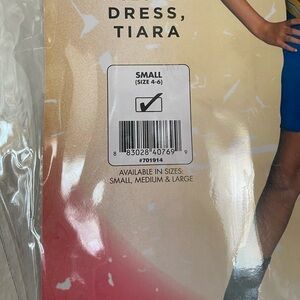 DRESS,
TIARA
SMALL
(SIZE 4-6)
8 83028 40769 9
#701914
AVAILABLE IN SIZES:
SMALL, MEDIUM & LARGE